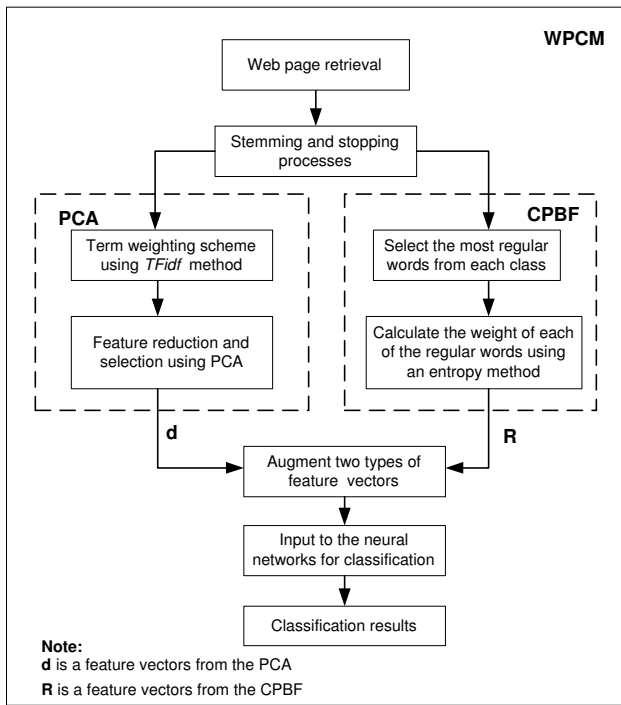 WPCM
Web page retrieval
Stemming and stopping
processes
PCA
Term weighting scheme
using TFidf method
Feature reduction and
selection using PCA
d
CPBF
Select the most regular
words from each class
Calculate the weight of each
of the regular words using
an entropy method
R
Augment two types of
feature vectors
Input to the neural
networks for classification
Classification results
Note:
d is a feature vectors from the PCA
R is a feature vectors from the CPBF